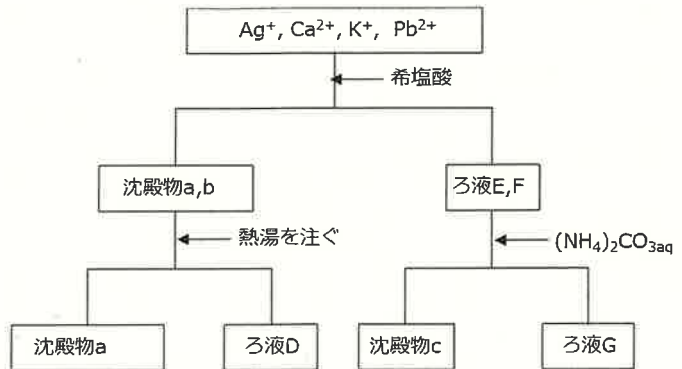 Ag⁺, Ca²⁺, K⁺, Pb²⁺
希塩酸
沈殿物a,b
ろ液E,F
熱湯を注ぐ
(NH₄)₂CO₃aq
沈殿物a
ろ液D
沈殿物c
ろ液G